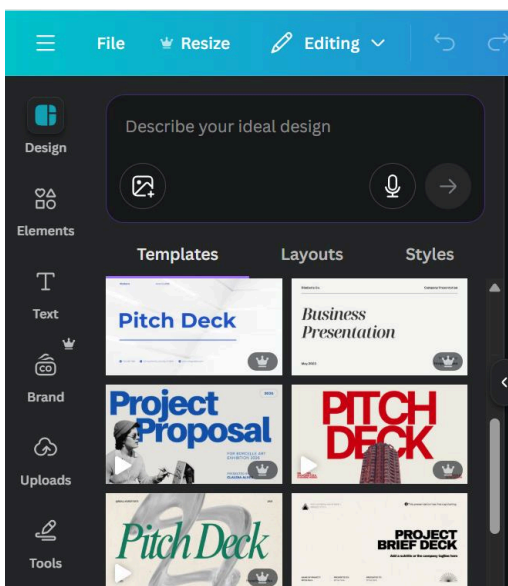 File Resize Editing
Design
Describe your ideal design
Elements
Templates Layouts Styles
Text
Pitch Deck
Business
Presentation
Brand
CO
Project
Proposal
PITCH
DECK
Uploads
Pitch Deck
PROJECT
BRIEF DECK
Tools